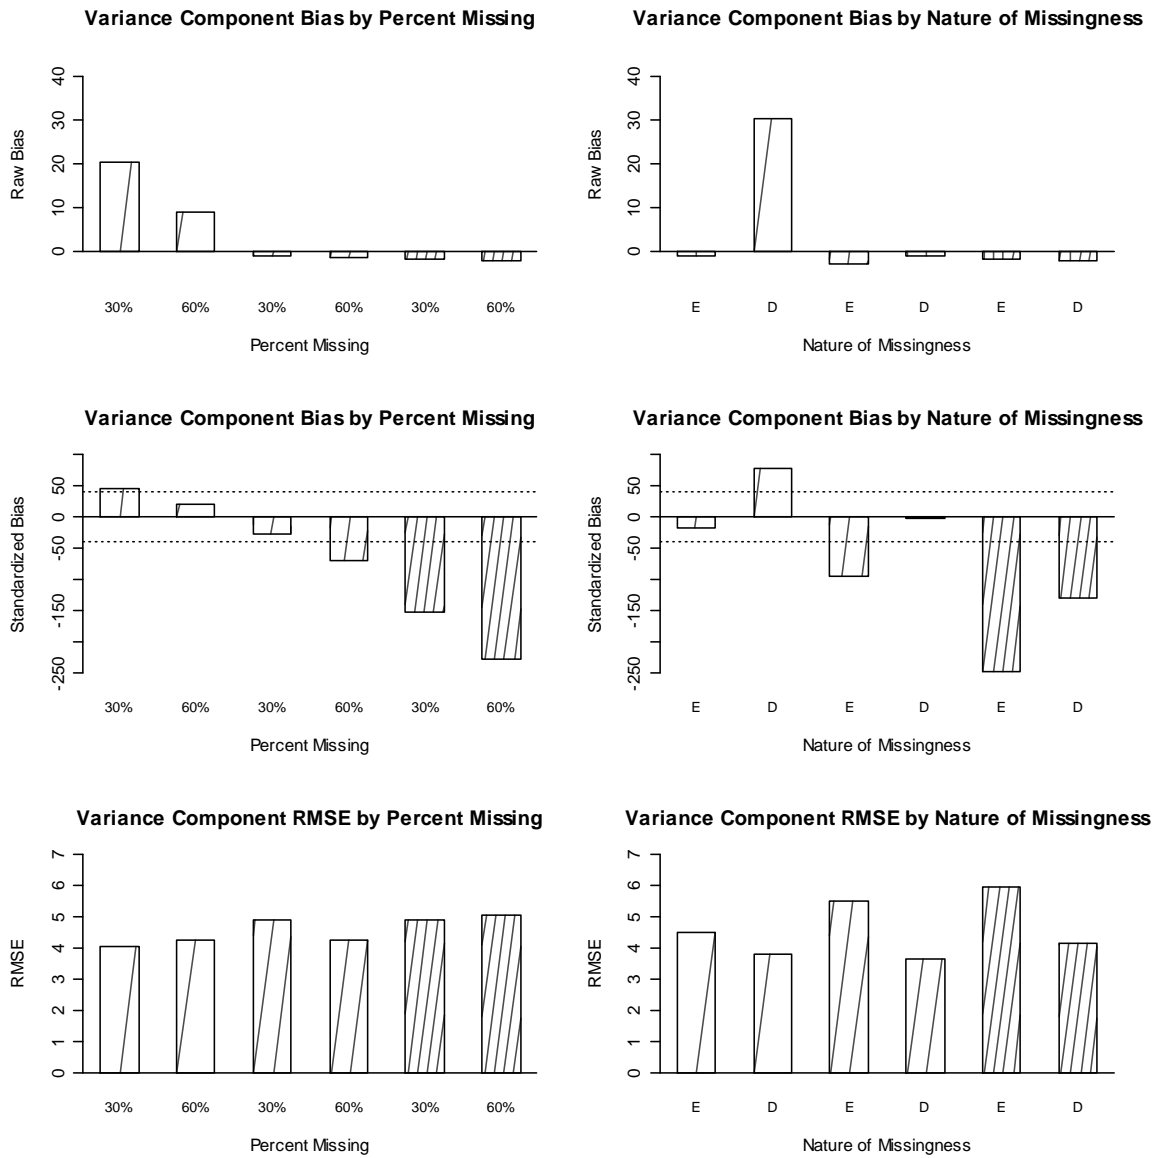 Variance Component Bias by Percent Missing
Raw Bias
40
30
20
10
0
30% 60% 30% 60% 30% 60%
Percent Missing
Variance Component Bias by Nature of Missingness
Raw Bias
40
30
20
10
0
E D E D E D
Nature of Missingness
Variance Component Bias by Percent Missing
Standardized Bias
50
0
-50
-150
-250
30% 60% 30% 60% 30% 60%
Percent Missing
Variance Component Bias by Nature of Missingness
Standardized Bias
50
0
-50
-150
-250
E D E D E D
Nature of Missingness
Variance Component RMSE by Percent Missing
RMSE
7
6
5
4
3
2
1
0
30% 60% 30% 60% 30% 60%
Percent Missing
Variance Component RMSE by Nature of Missingness
RMSE
7
6
5
4
3
2
1
0
E D E D E D
Nature of Missingness